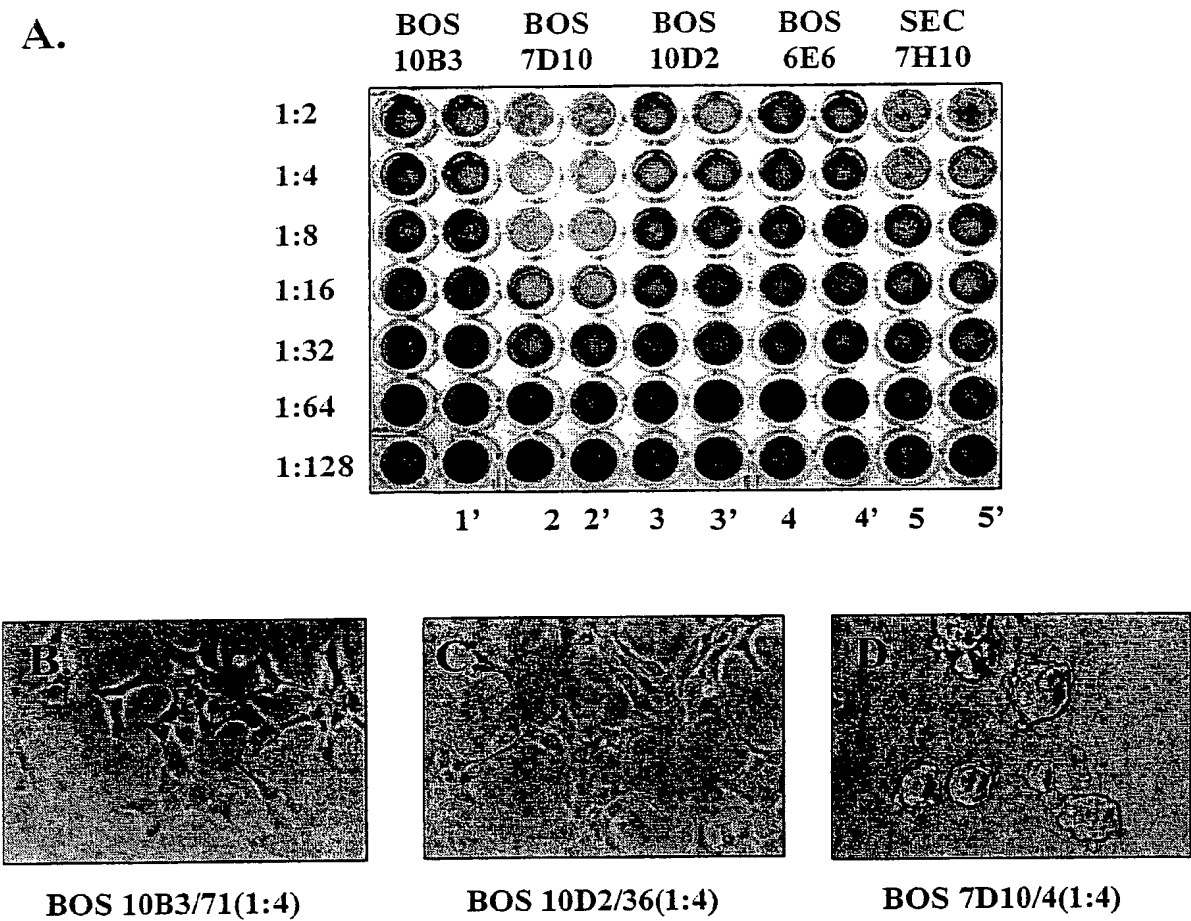 A.
BOS BOS BOS BOS SEC
10B3 7D10 10D2 6E6 7H10
1:2
1:4
1:8
1:16
1:32
1:64
1:128
1' 2 2' 3 3' 4 4' 5 5'
B. C. D
BOS 10B3/71(1:4) BOS 10D2/36(1:4) BOS 7D10/4(1:4)